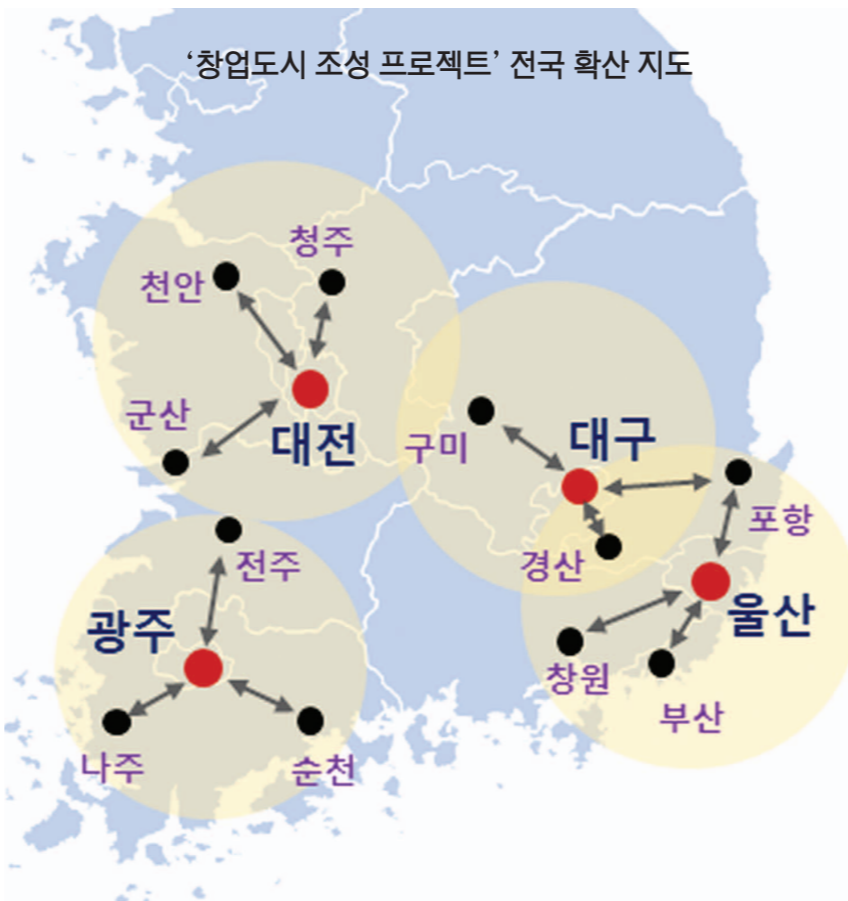 ‘창업도시 조성 프로젝트’ 전국 확산 지도
청주
천안
군산
대전
구미
대구
포항
경산
울산
창원
부산
전주
광주
나주
순천